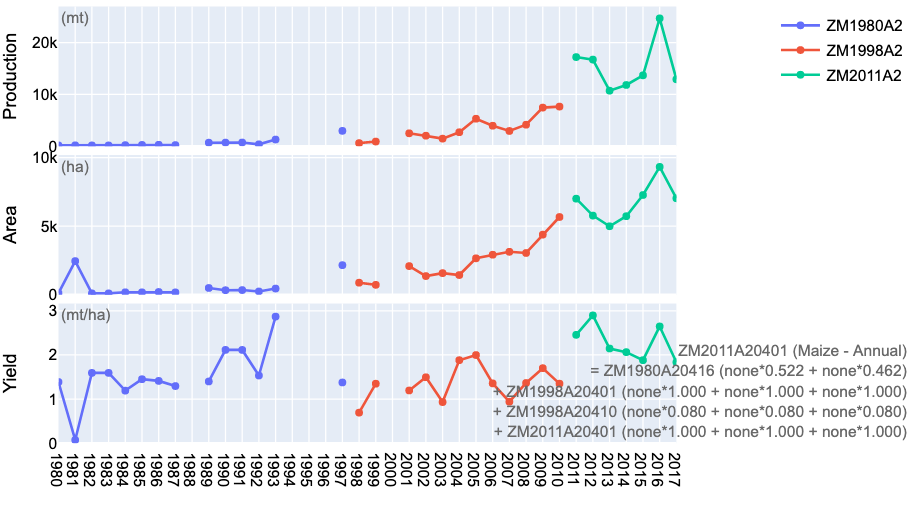 (mt)
Production
20k
10k
0
ZM1980A2
ZM1998A2
ZM2011A2
(ha)
Area
10k
5k
0
(mt/ha)
Yield
3
2
1
0
ZM2011A20401 (Maize - Annual)
= ZM1980A20416 (none*0.522 + none*0.462)
+ ZM1998A20401 (none*1.000 + none*1.000 + none*1.000)
+ ZM1998A20410 (none*0.080 + none*0.080 + none*0.080)
+ ZM2011A20401 (none*1.000 + none*1.000 + none*1.000)
1980
1981
1982
1983
1984
1985
1986
1987
1988
1989
1990
1991
1992
1993
1994
1995
1996
1997
1998
1999
2000
2001
2002
2003
2004
2005
2006
2007
2008
2009
2010
2011
2012
2013
2014
2015
2016
2017